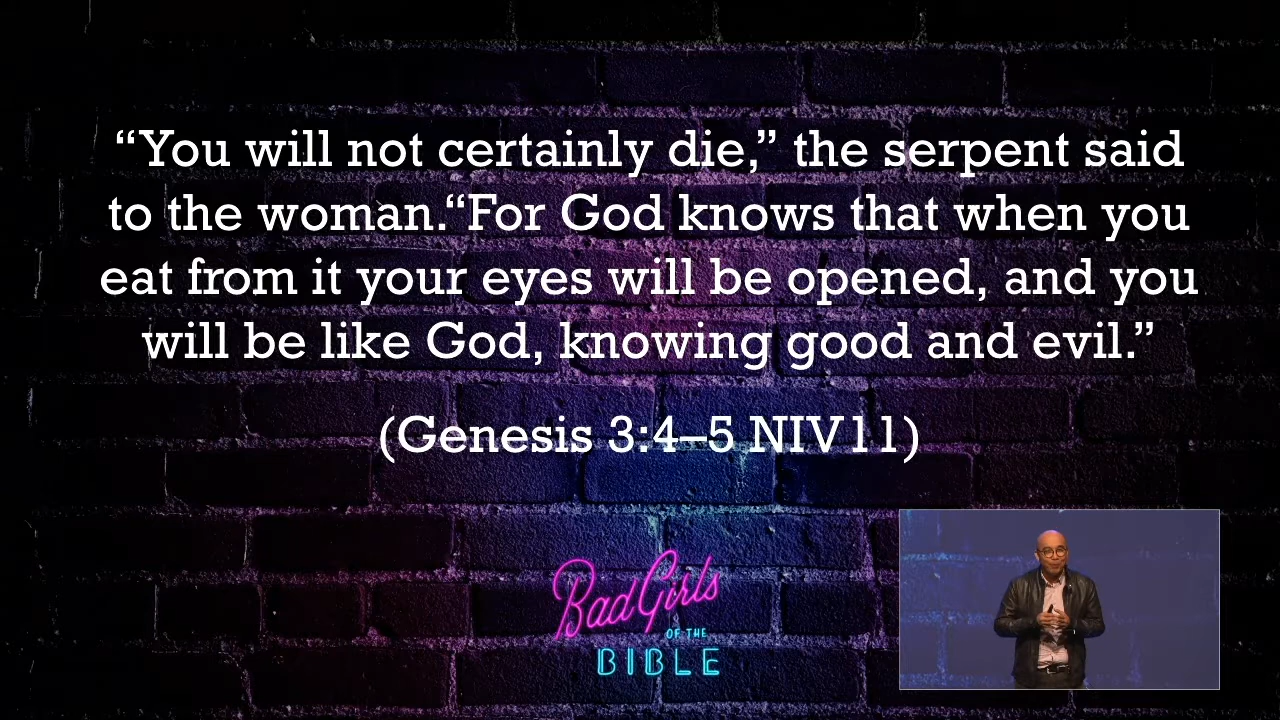 “You will not certainly die,” the serpent said
to the woman.“For God knows that when you
eat from it your eyes will be opened, and you
will be like God, knowing good and evil.”
(Genesis 3:4–5 NIV11)
Bad Girls
OF THE
BIBLE